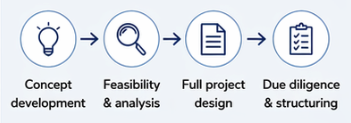 Concept
development
Feasibility
& analysis
Full project
design
Due diligence
& structuring